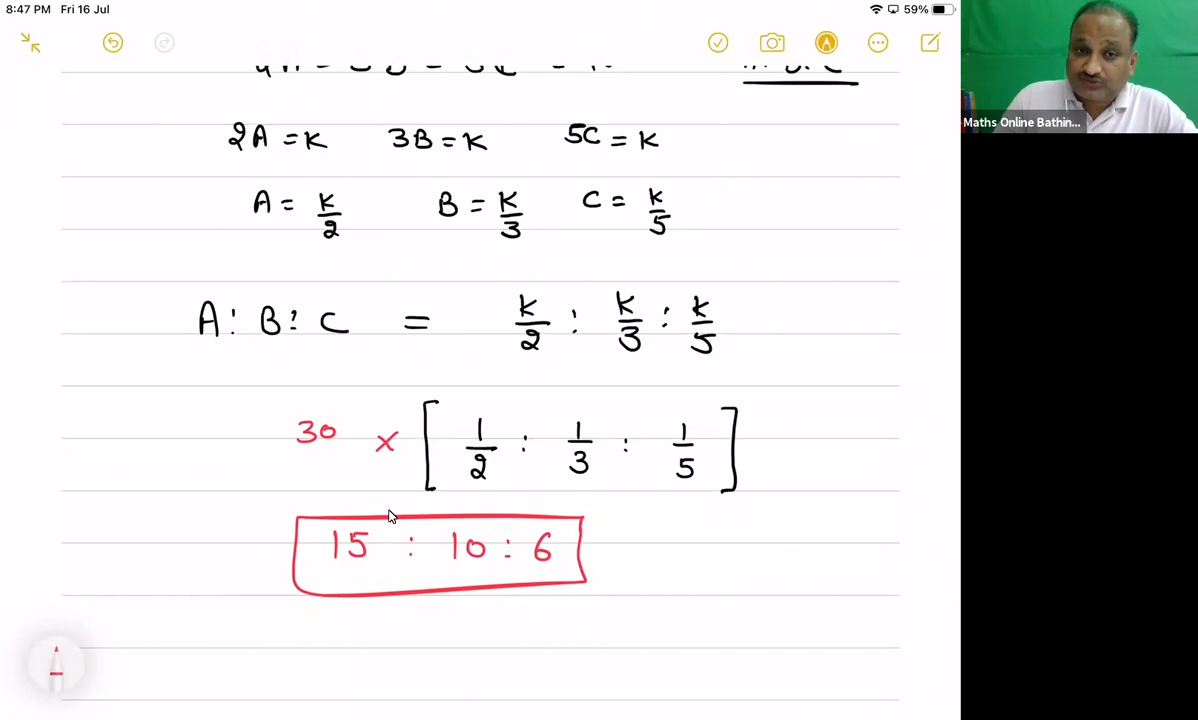 8:47 PM Fri 16 Jul 59%
Maths Online Bathin...
2A = K 3B = K 5C = K
A = K/2 B = K/3 C = K/5
A : B : C = K/2 : K/3 : K/5
30 × [ 1/2 : 1/3 : 1/5 ]
15 : 10 : 6